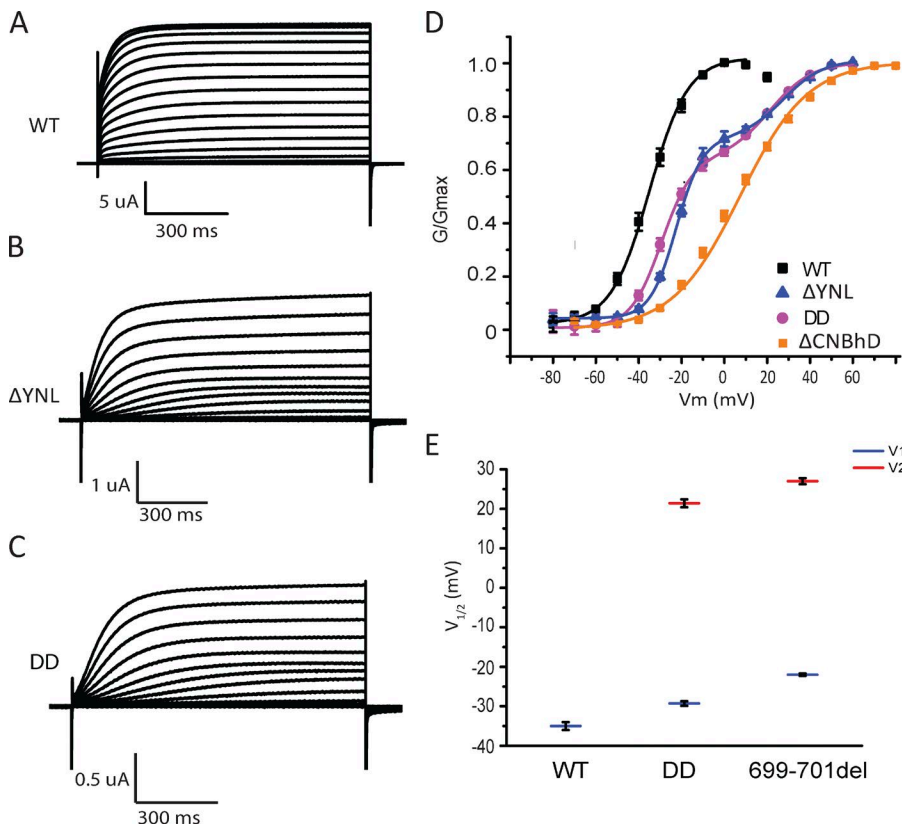 A
WT
5 uA
300 ms
B
ΔYNL
1 uA
300 ms
C
DD
0.5 uA
300 ms
D
G/Gmax
1.0
0.8
0.6
0.4
0.2
0
WT
ΔYNL
DD
ΔCNBhD
-80 -60 -40 -20 0 20 40 60 80
Vm (mV)
E
V1
V2
V1/2 (mV)
30
20
10
0
-10
-20
-30
-40
WT DD 699-701del